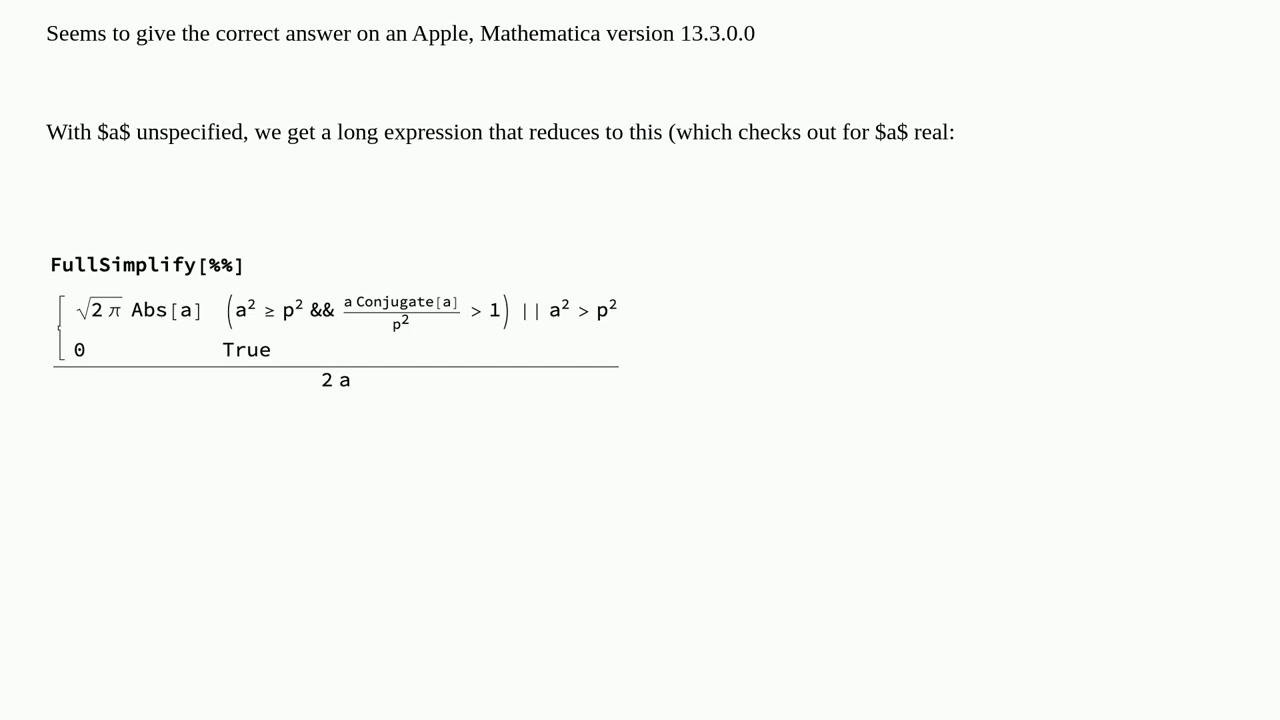 Seems to give the correct answer on an Apple, Mathematica version 13.3.0.0
With $a$ unspecified, we get a long expression that reduces to this (which checks out for $a$ real:
FullSimplify[%%]
√2 π Abs[a] (a² ≥ p² && a Conjugate[a] / p² > 1) || a² > p²
0 True
2 a